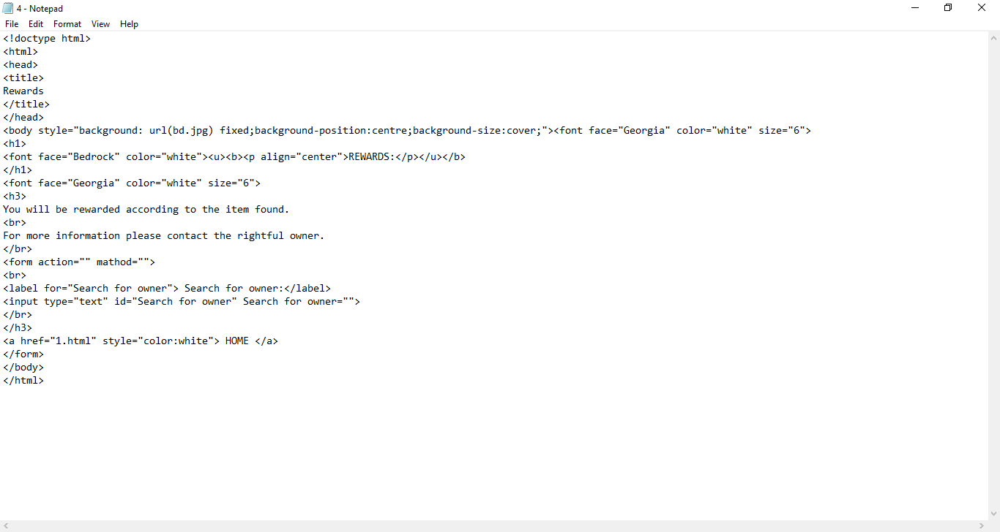 4 - Notepad
File Edit Format View Help
<!doctype html>
<html>
<head>
<title>
Rewards
</title>
</head>
<body style="background: url(bd.jpg) fixed;background-position:centre;background-size:cover;"><font face="Georgia" color="white" size="6">
<h1>
<font face="Bedrock" color="white"><u><b><p align="center">REWARDS:</p></u></b>
</h1>
<font face="Georgia" color="white" size="6">
<h3>
You will be rewarded according to the item found.
<br>
For more information please contact the rightful owner.
</br>
<form action="" mathod="">
<br>
<label for="Search for owner"> Search for owner:</label>
<input type="text" id="Search for owner" Search for owner="">
</br>
</h3>
<a href="1.html" style="color:white"> HOME </a>
</form>
</body>
</html>